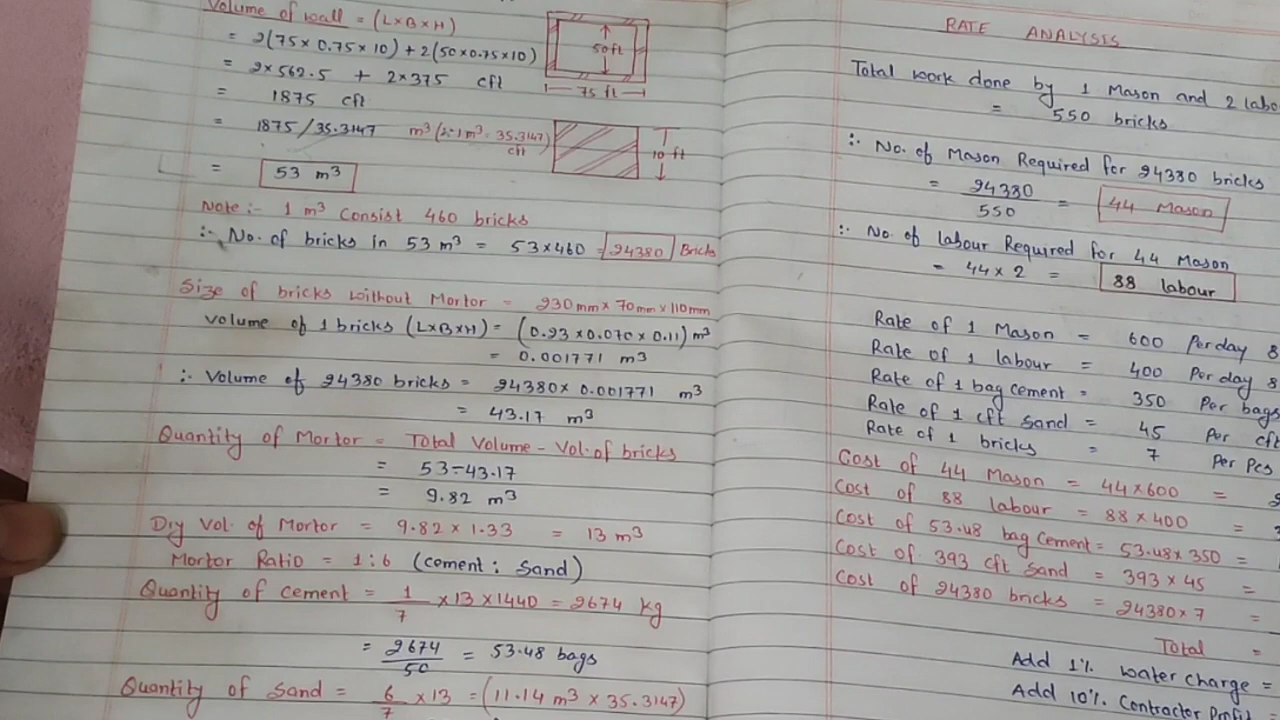 Volume of wall = (L×B×H)
= 2(75×0.75×10) + 2(50×0.75×10)
= 2×562.5 + 2×375 cft
= 1875 cft
= 1875/35.3147 m³ (∵ 1m³ = 35.3147) cft
= 53 m³
50ft
75 ft
10 ft
Note :- 1 m³ Consist 460 bricks
∴ No. of bricks in 53 m³ = 53×460 = 24380 Bricks
Size of bricks without Mortor = 230mm × 70mm × 110mm
Volume of 1 bricks (L×B×H) = (0.23 × 0.070 × 0.11) m³
= 0.001771 m³
∴ Volume of 24380 bricks = 24380 × 0.001771 m³
= 43.17 m³
Quantity of Mortor = Total Volume - Vol. of bricks
= 53-43.17
= 9.82 m³
Dry Vol. of Mortor = 9.82 × 1.33 = 13 m³
Mortor Ratio = 1:6 (cement : Sand)
Quantity of cement = 1/7 × 13 × 1440 = 2674 kg
= 2674/50 = 53.48 bags
Quantity of Sand = 6/7 × 13 = (11.14 m³ × 35.3147)
RATE ANALYSIS
Total work done by 1 Mason and 2 labo
= 550 bricks
∴ No. of Mason Required for 24380 bricks
= 24380/550 = 44 Mason
∴ No. of labour Required for 44 Mason
= 44 × 2 = 88 labour
Rate of 1 Mason = 600 Per day 8
Rate of 1 labour = 400 Per day 8
Rate of 1 bag cement = 350 Per bags
Rate of 1 cft sand = 45 Per cft
Rate of 1 bricks = 7 Per Pcs
Cost of 44 Mason = 44×600 =
Cost of 88 labour = 88 × 400 =
Cost of 53.48 bag Cement = 53.48 × 350 =
Cost of 393 cft Sand = 393 × 45 =
Cost of 24380 bricks = 24380×7 =
Total =
Add 1% water charge =
Add 10% Contractor Profit